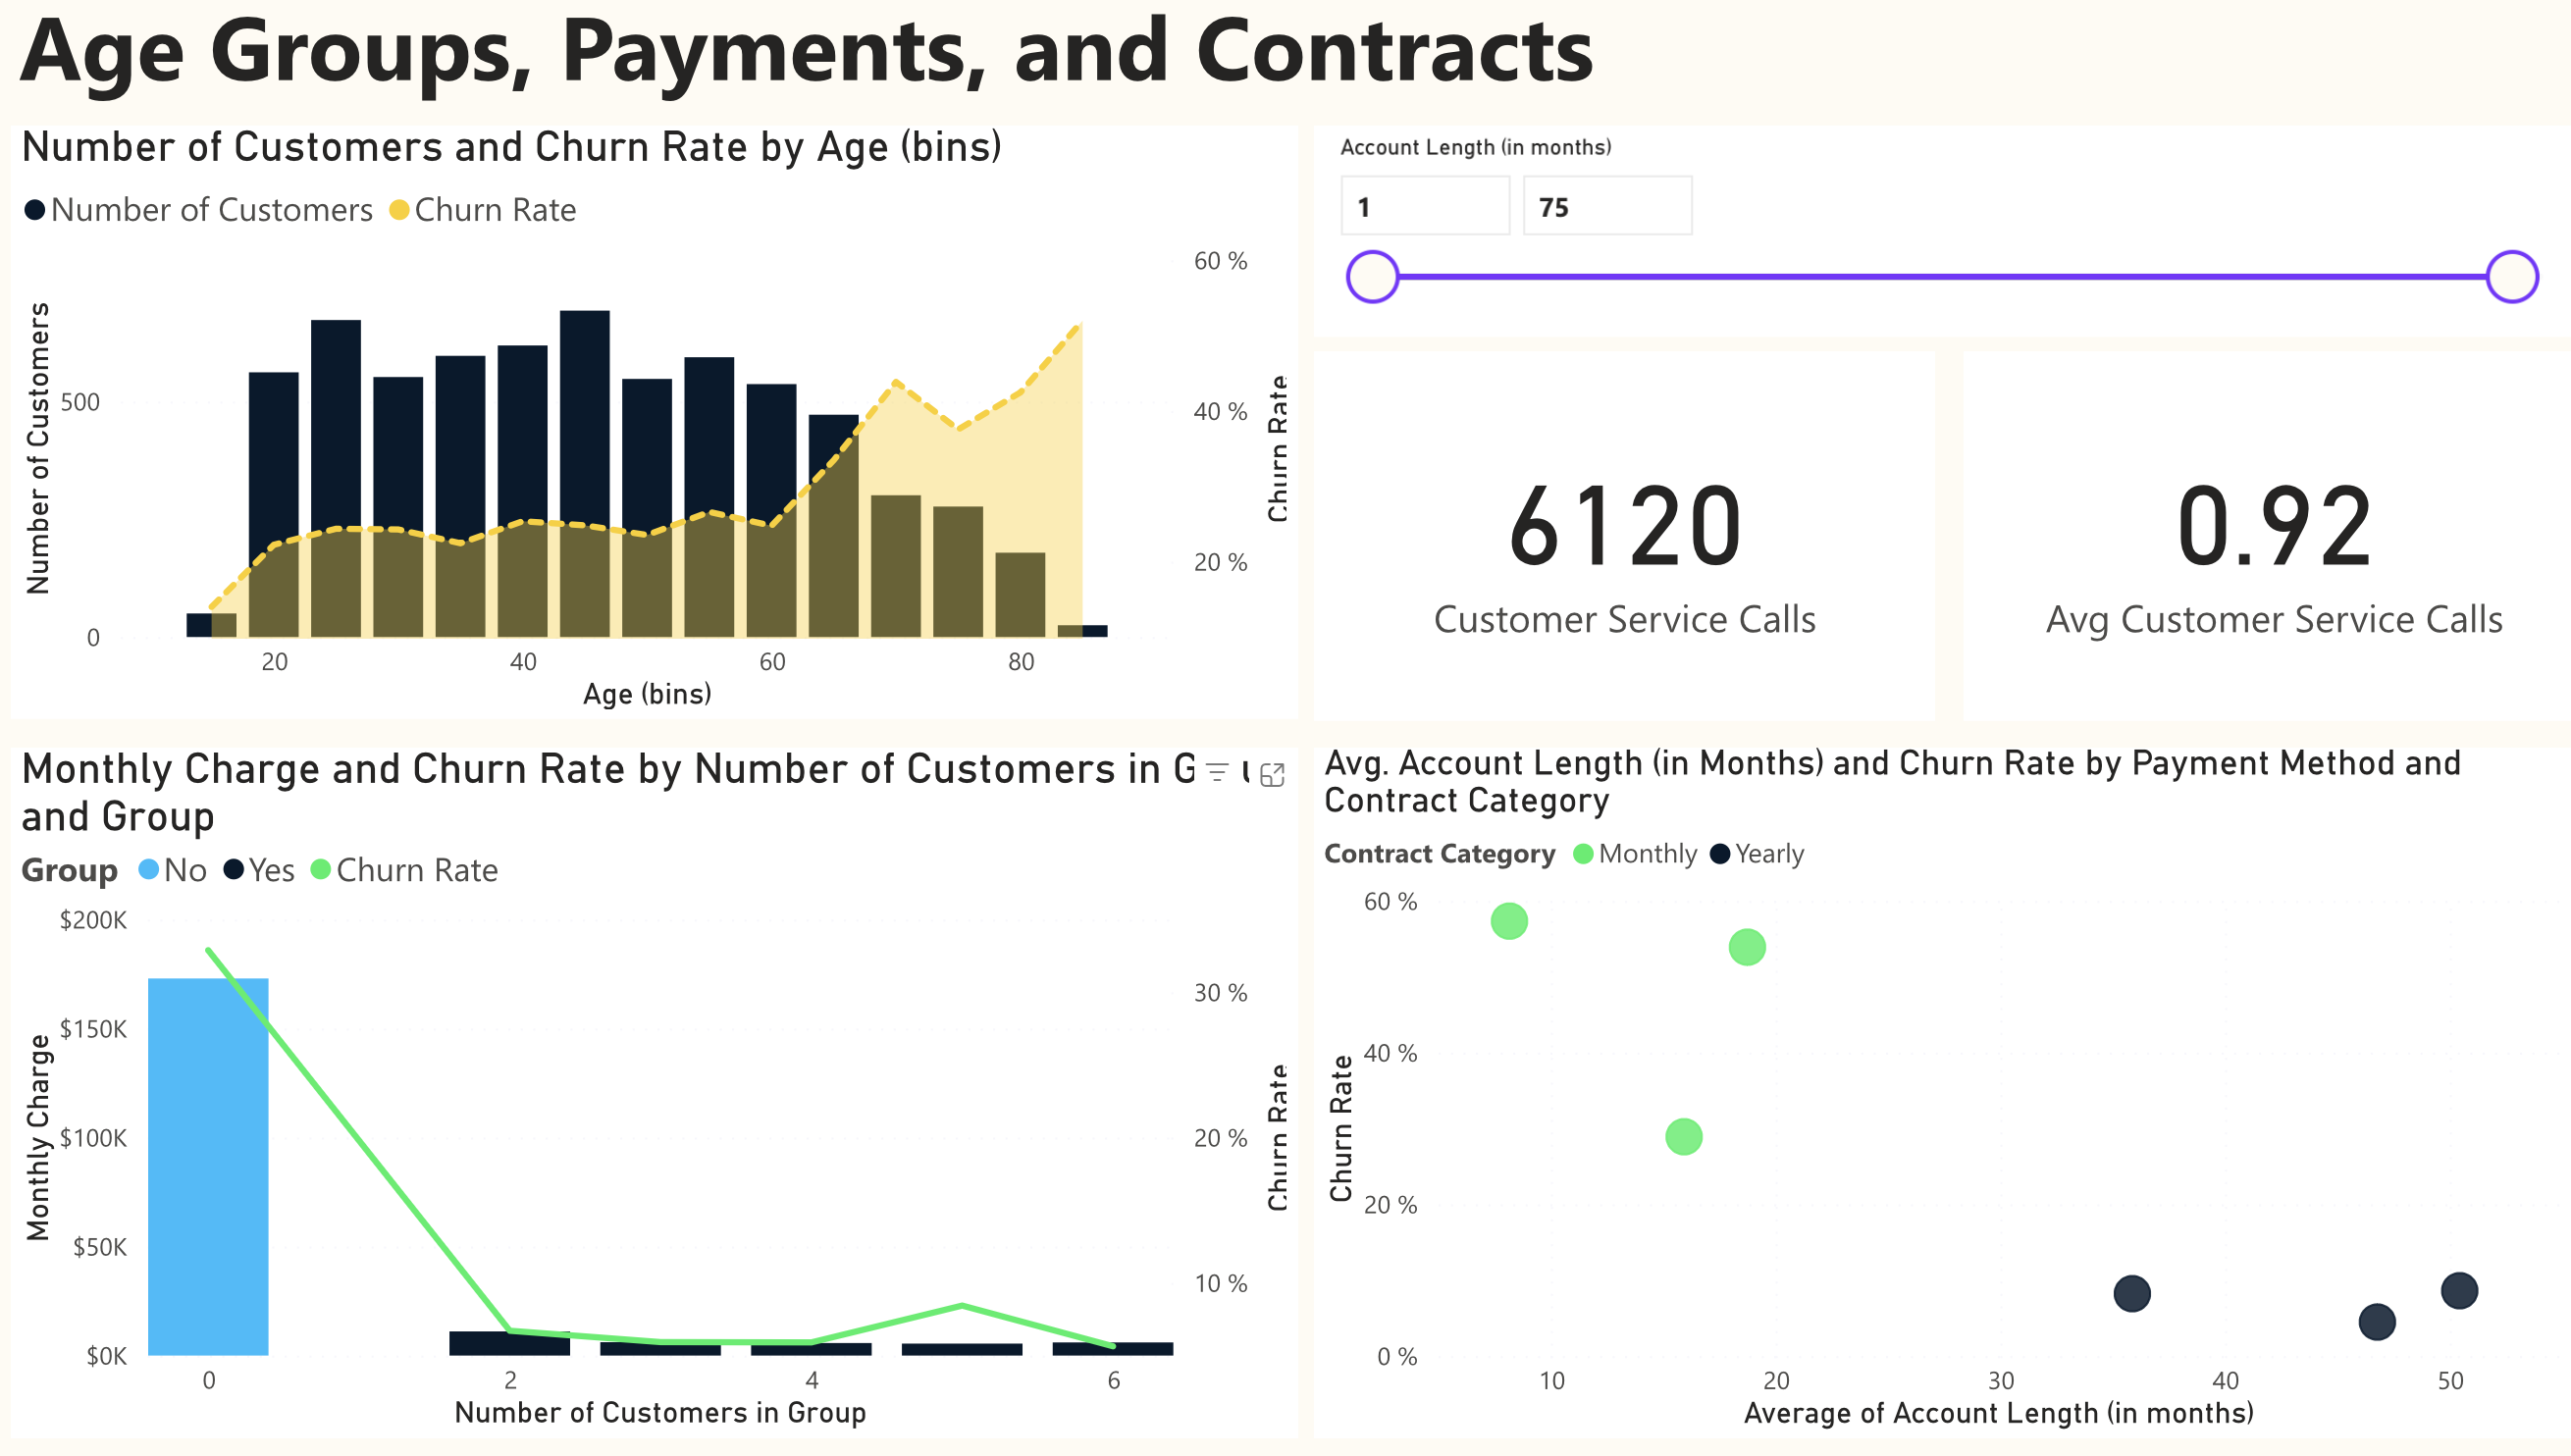 Age Groups, Payments, and Contracts
Number of Customers and Churn Rate by Age (bins)
Number of Customers
Churn Rate
Number of Customers
500
0
60 %
40 %
20 %
Churn Rate
20
40
60
80
Age (bins)
Account Length (in months)
1
75
6120
Customer Service Calls
0.92
Avg Customer Service Calls
Monthly Charge and Churn Rate by Number of Customers in
and Group
Group
No
Yes
Churn Rate
Monthly Charge
$200K
$150K
$100K
$50K
$0K
30 %
20 %
10 %
Churn Rate
0
2
4
6
Number of Customers in Group
Avg. Account Length (in Months) and Churn Rate by Payment Method and
Contract Category
Contract Category
Monthly
Yearly
Churn Rate
60 %
40 %
20 %
0 %
10
20
30
40
50
Average of Account Length (in months)